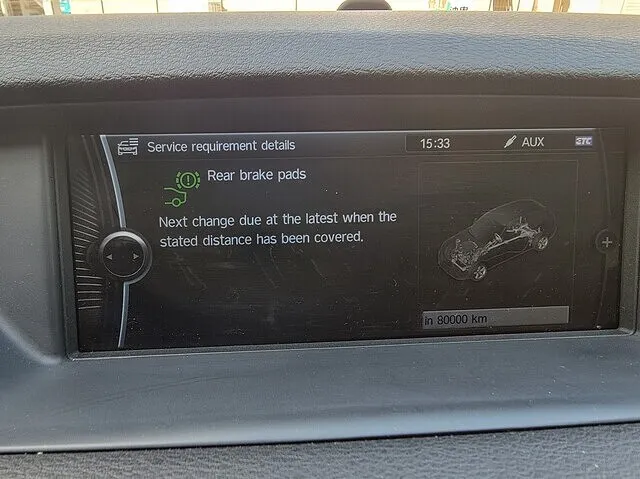 Service requirement details
15:33
AUX
ETC
Rear brake pads
Next change due at the latest when the
stated distance has been covered.
in 80000 km